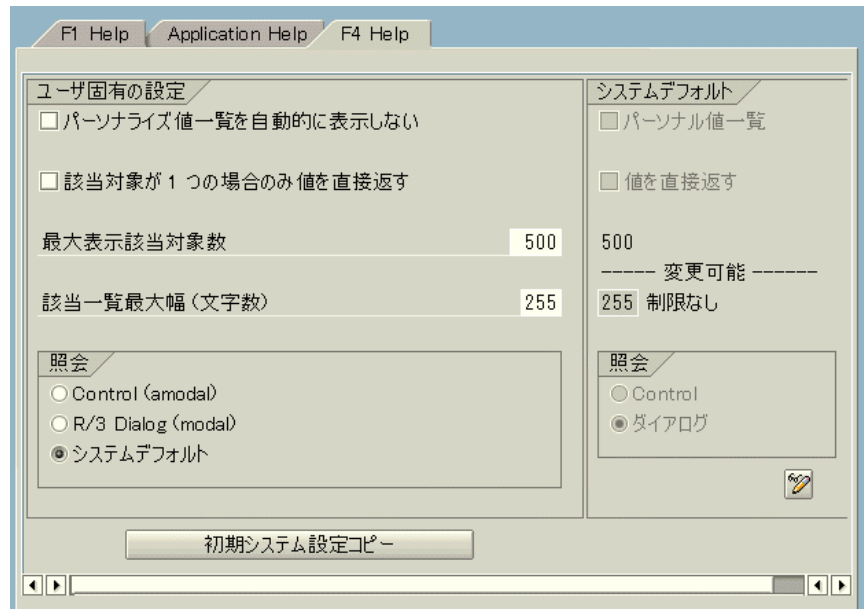 F1 Help Application Help F4 Help
ユーザ固有の設定
パーソナライズ値一覧を自動的に表示しない
該当対象が1つの場合のみ値を直接返す
最大表示該当対象数 500
該当一覧最大幅(文字数) 255
照会
Control (amodal)
R/3 Dialog (modal)
システムデフォルト
システムデフォルト
パーソナル値一覧
値を直接返す
500
----- 変更可能 ------
255 制限なし
照会
Control
ダイアログ
初期システム設定コピー